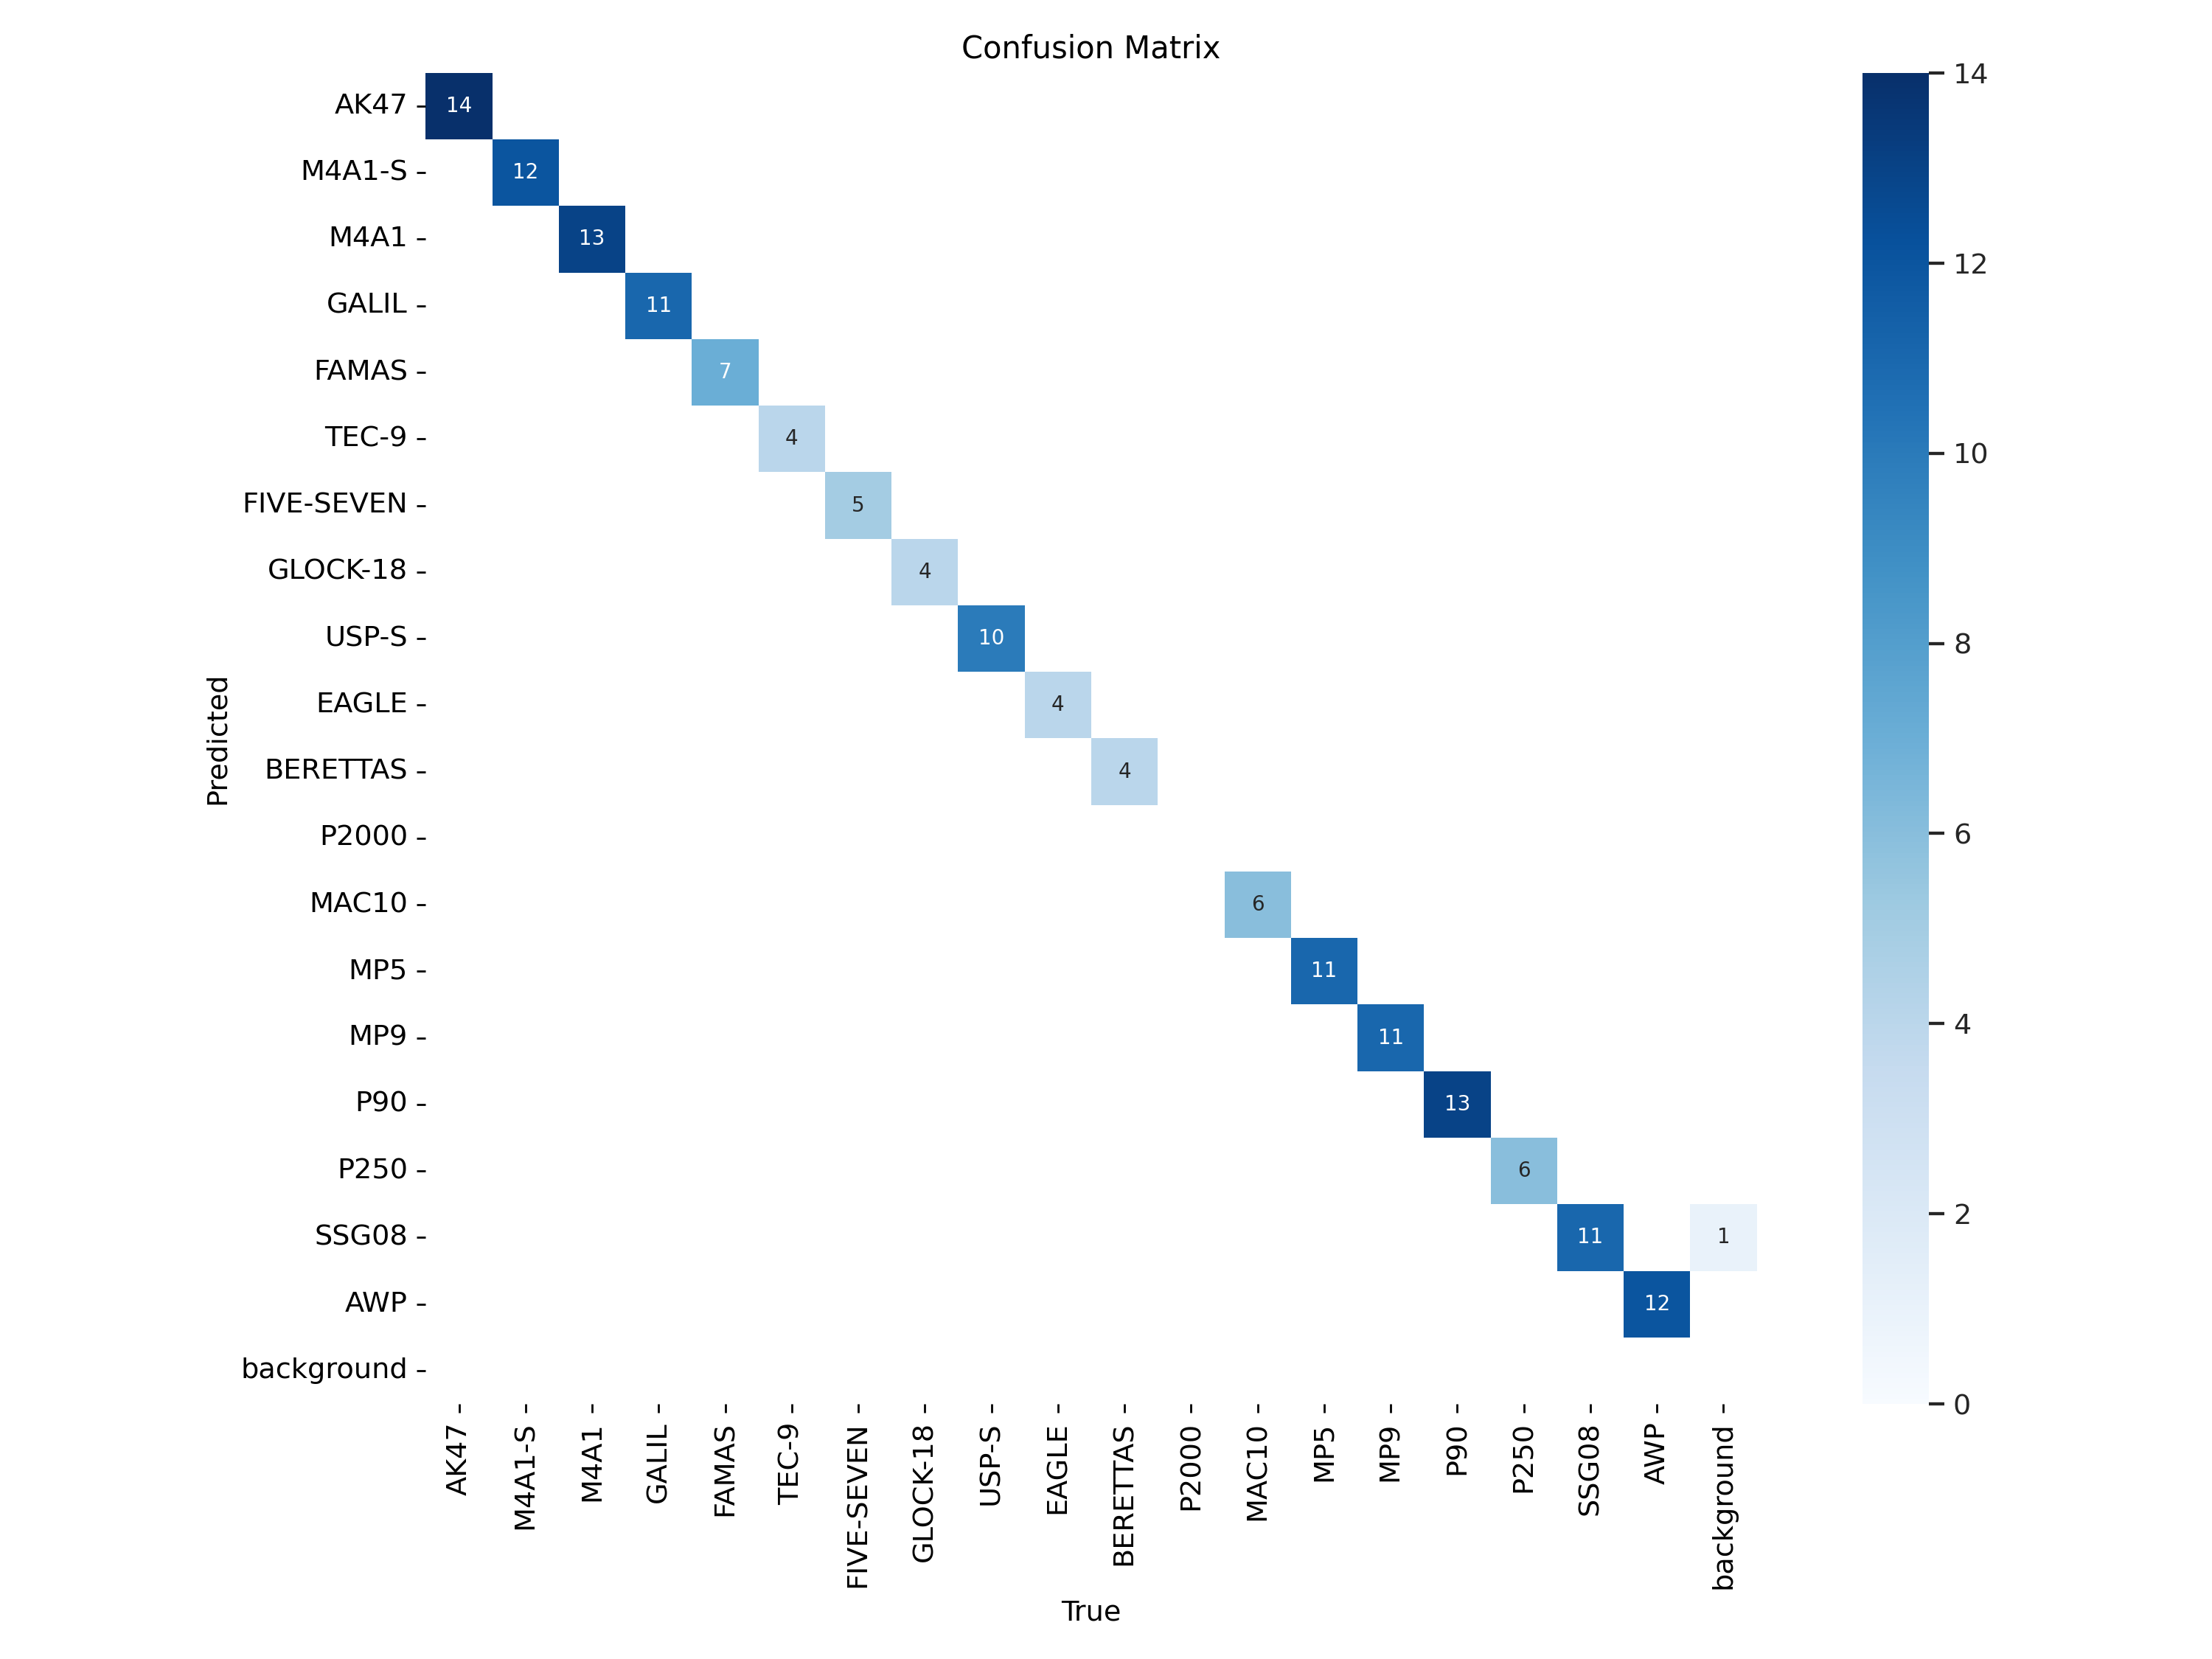 Confusion Matrix
AK47 14 14
M4A1-S 12
M4A1 13
12
GALIL 11
FAMAS 7
TEC-9 4
10
FIVE-SEVEN 5
GLOCK-18 4
USP-S 10
8
EAGLE 4
Predicted
BERETTAS 4
P2000
6
MAC10 6
MP5 11
4
MP9 11
P90 13
P250 6
2
SSG08 11 1
AWP 12
background
0
AK47 M4A1-S M4A1 GALIL FAMAS TEC-9 FIVE-SEVEN GLOCK-18 USP-S EAGLE BERETTAS P2000 MAC10 MP5 MP9 P90 P250 SSG08 AWP background
True